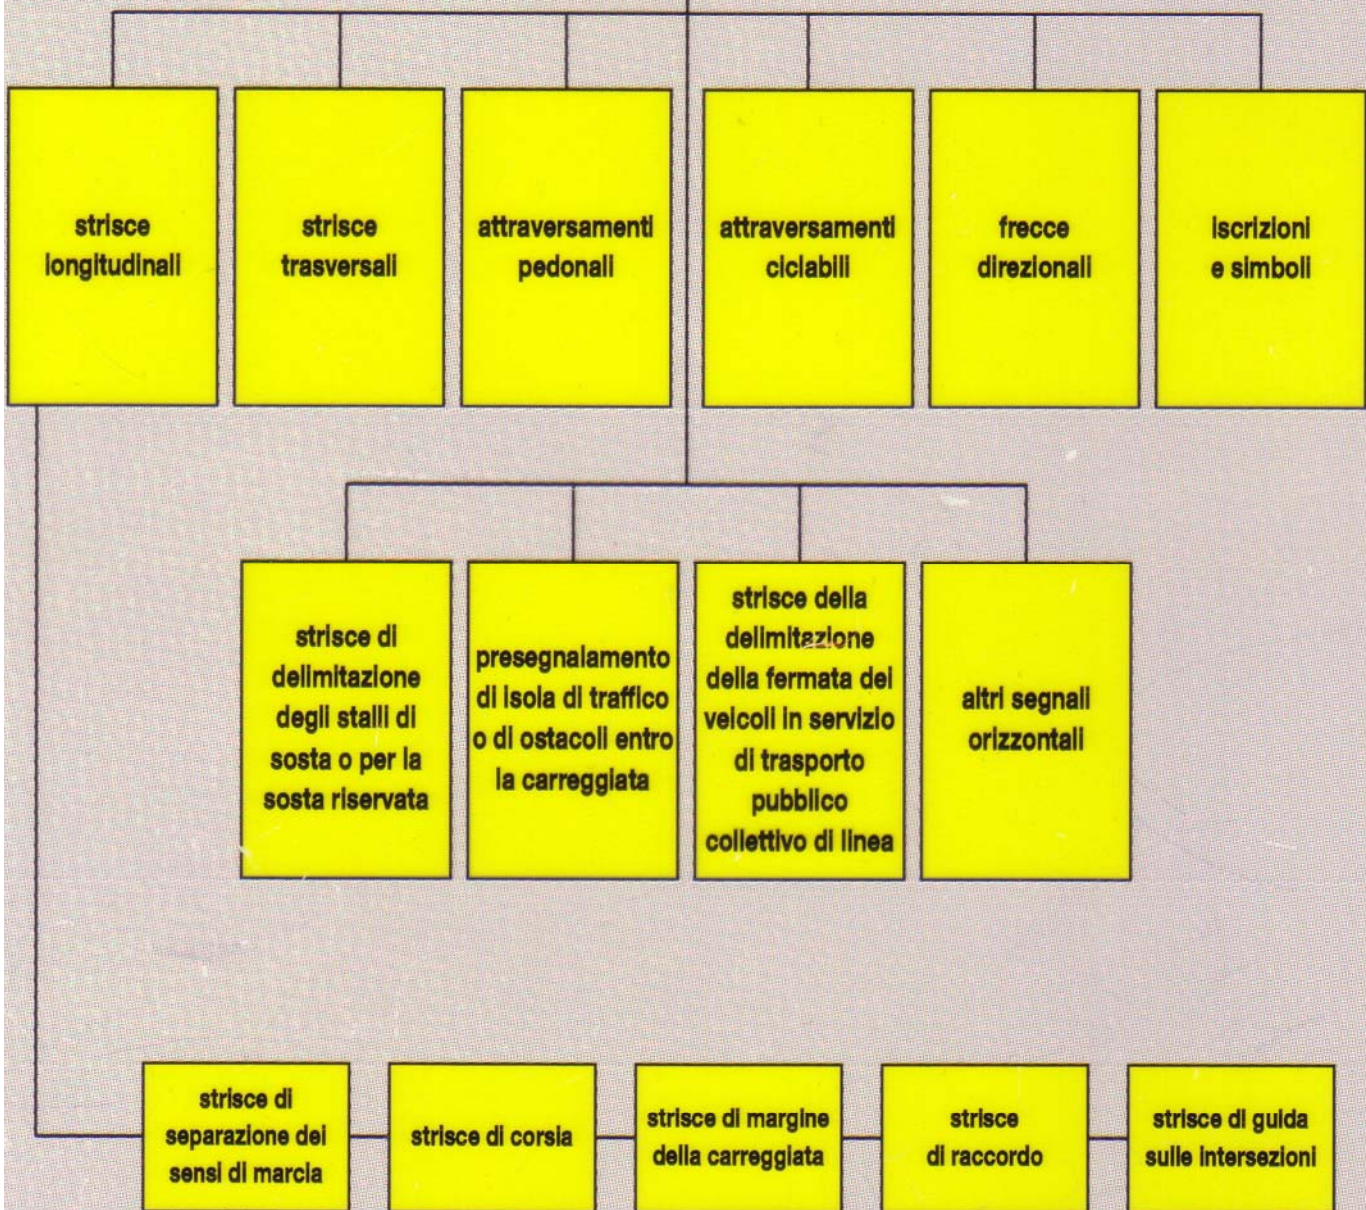 strisce
longitudinali
strisce
trasversali
attraversamenti
pedonali
attraversamenti
ciclabili
frecce
direzionali
iscrizioni
e simboli
strisce di
delimitazione
degli stalli di
sosta o per la
sosta riservata
presegnalamento
di isola di traffico
o di ostacoli entro
la carreggiata
strisce della
delimitazione
della fermata dei
veicoli in servizio
di trasporto
pubblico
collettivo di linea
altri segnali
orizzontali
strisce di
separazione dei
sensi di marcia
strisce di corsia
strisce di margine
della carreggiata
strisce
di raccordo
strisce di guida
sulle intersezioni